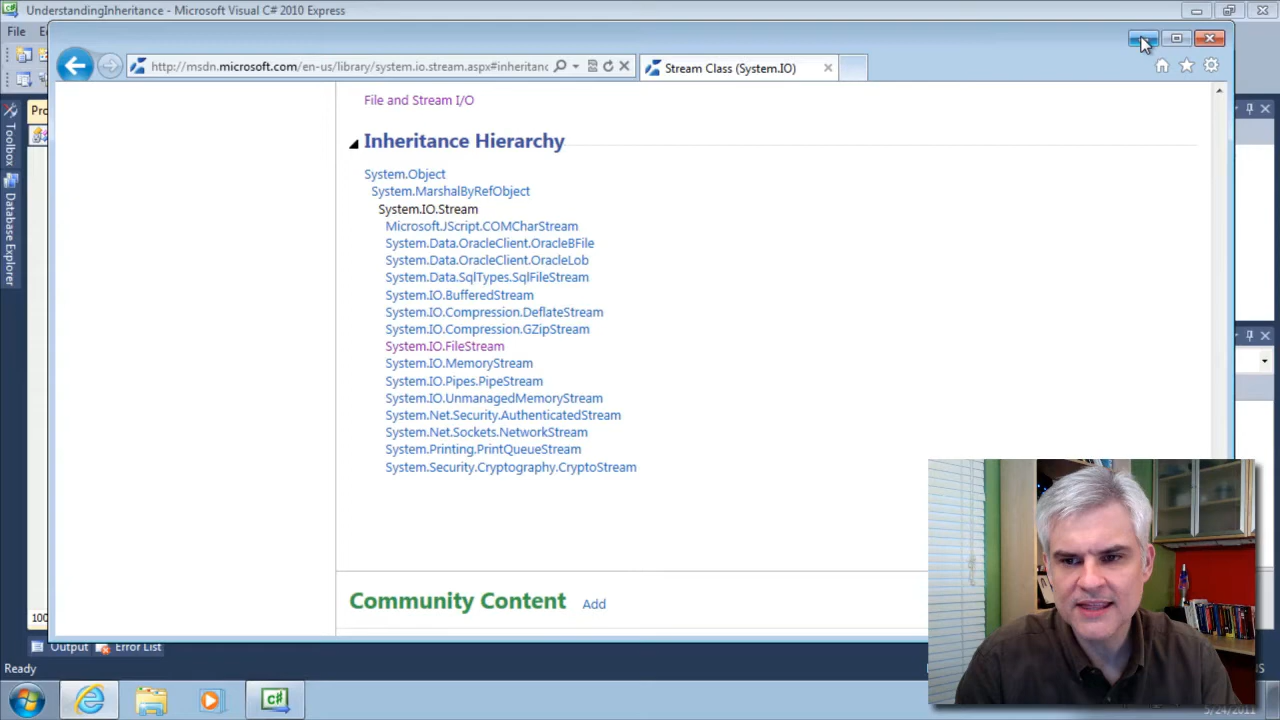 UnderstandingInheritance - Microsoft Visual C# 2010 Express
File
http://msdn.microsoft.com/en-us/library/system.io.stream.aspx#inheritanc
Stream Class (System.IO)
Toolbox
Database Explorer
File and Stream I/O
Inheritance Hierarchy
System.Object
System.MarshalByRefObject
System.IO.Stream
Microsoft.JScript.COMCharStream
System.Data.OracleClient.OracleBFile
System.Data.OracleClient.OracleLob
System.Data.SqlTypes.SqlFileStream
System.IO.BufferedStream
System.IO.Compression.DeflateStream
System.IO.Compression.GZipStream
System.IO.FileStream
System.IO.MemoryStream
System.IO.Pipes.PipeStream
System.IO.UnmanagedMemoryStream
System.Net.Security.AuthenticatedStream
System.Net.Sockets.NetworkStream
System.Printing.PrintQueueStream
System.Security.Cryptography.CryptoStream
Community Content Add
100
Output Error List
Ready
C#
5/24/2011